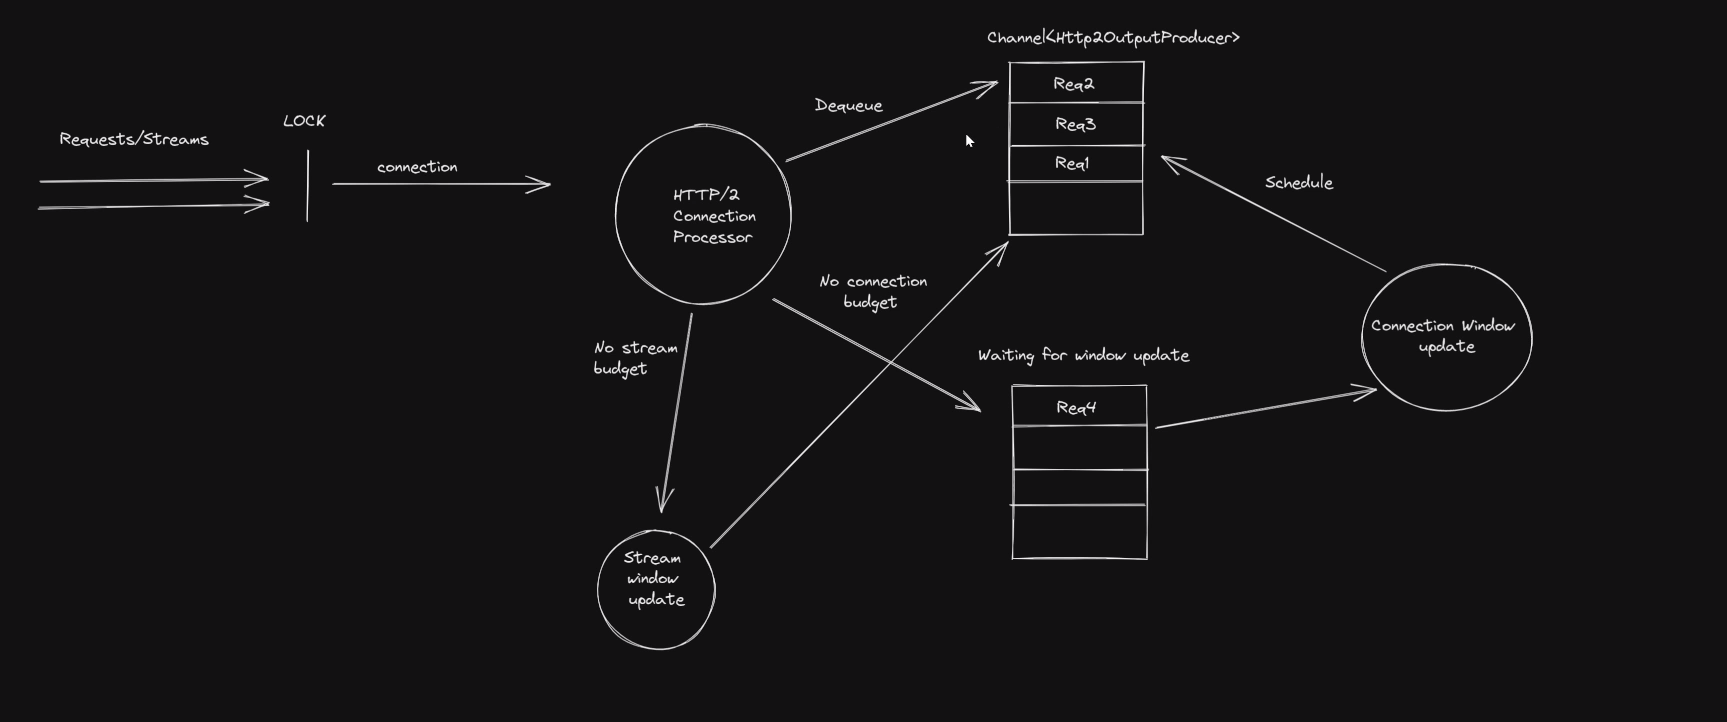 Channel<Http2OutputProducer>
Req2
Req3
Req1
Dequeue
LOCK
Requests/Streams
connection
HTTP/2
Connection
Processor
Schedule
No connection
budget
No stream
budget
Waiting for window update
Req4
Connection Window
update
Stream
window
update